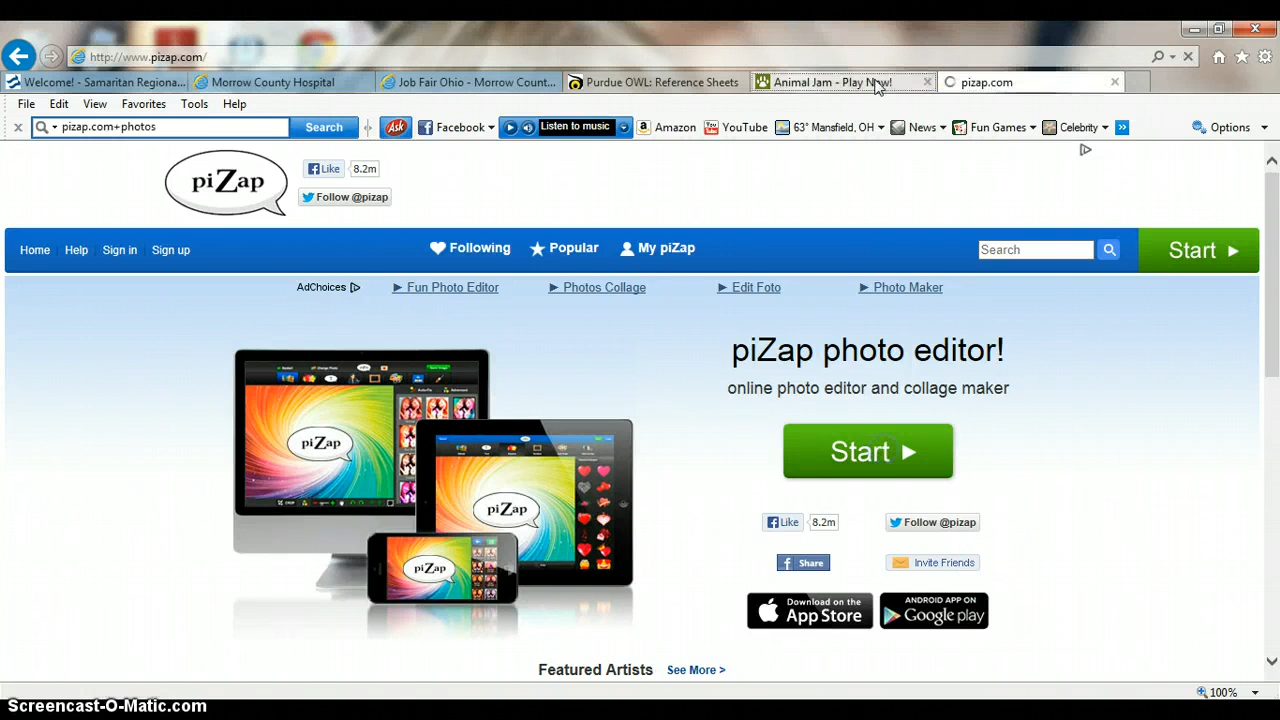 http://www.pizap.com/
Welcome! - Samaritan Regiona...
Morrow County Hospital
Job Fair Ohio - Morrow Count...
Purdue OWL: Reference Sheets
Animal Jam - Play Now!
pizap.com
File Edit View Favorites Tools Help
pizap.com+photos
Search
Ask
Facebook
Listen to music
Amazon
YouTube
63° Mansfield, OH
News
Fun Games
Celebrity
Options
piZap
Like 8.2m
Follow @pizap
Home Help Sign in Sign up
Following
Popular
My piZap
Search
Start
AdChoices
Fun Photo Editor
Photos Collage
Edit Foto
Photo Maker
piZap photo editor!
online photo editor and collage maker
piZap
piZap
piZap
Start
Like 8.2m
Follow @pizap
Share
Invite Friends
Download on the
App Store
ANDROID APP ON
Google play
Featured Artists See More >
100%
Screencast-O-Matic.com